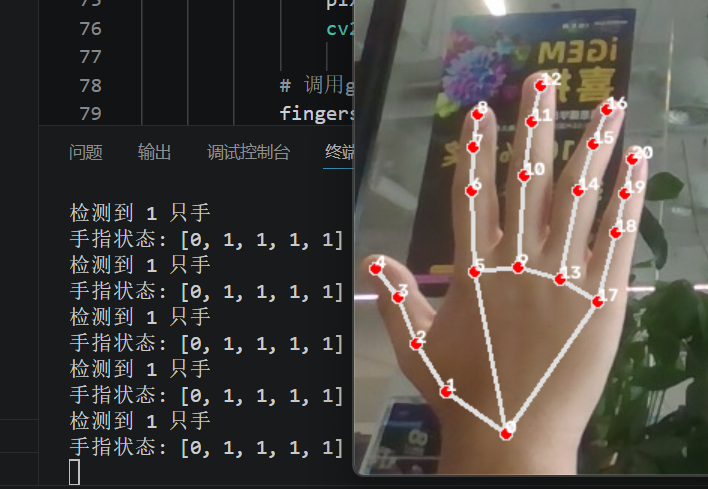 75
76
cv2
77
78 # 调用g
79 fingers
问题 输出 调试控制台 终端
检测到 1 只手
手指状态: [0, 1, 1, 1, 1]
检测到 1 只手
手指状态: [0, 1, 1, 1, 1]
检测到 1 只手
手指状态: [0, 1, 1, 1, 1]
检测到 1 只手
手指状态: [0, 1, 1, 1, 1]
检测到 1 只手
手指状态: [0, 1, 1, 1, 1]
iGEM
喜
12
8
16
11
7
15
20
10
6
14
19
18
5
9
13
4
17
3
2
1
0